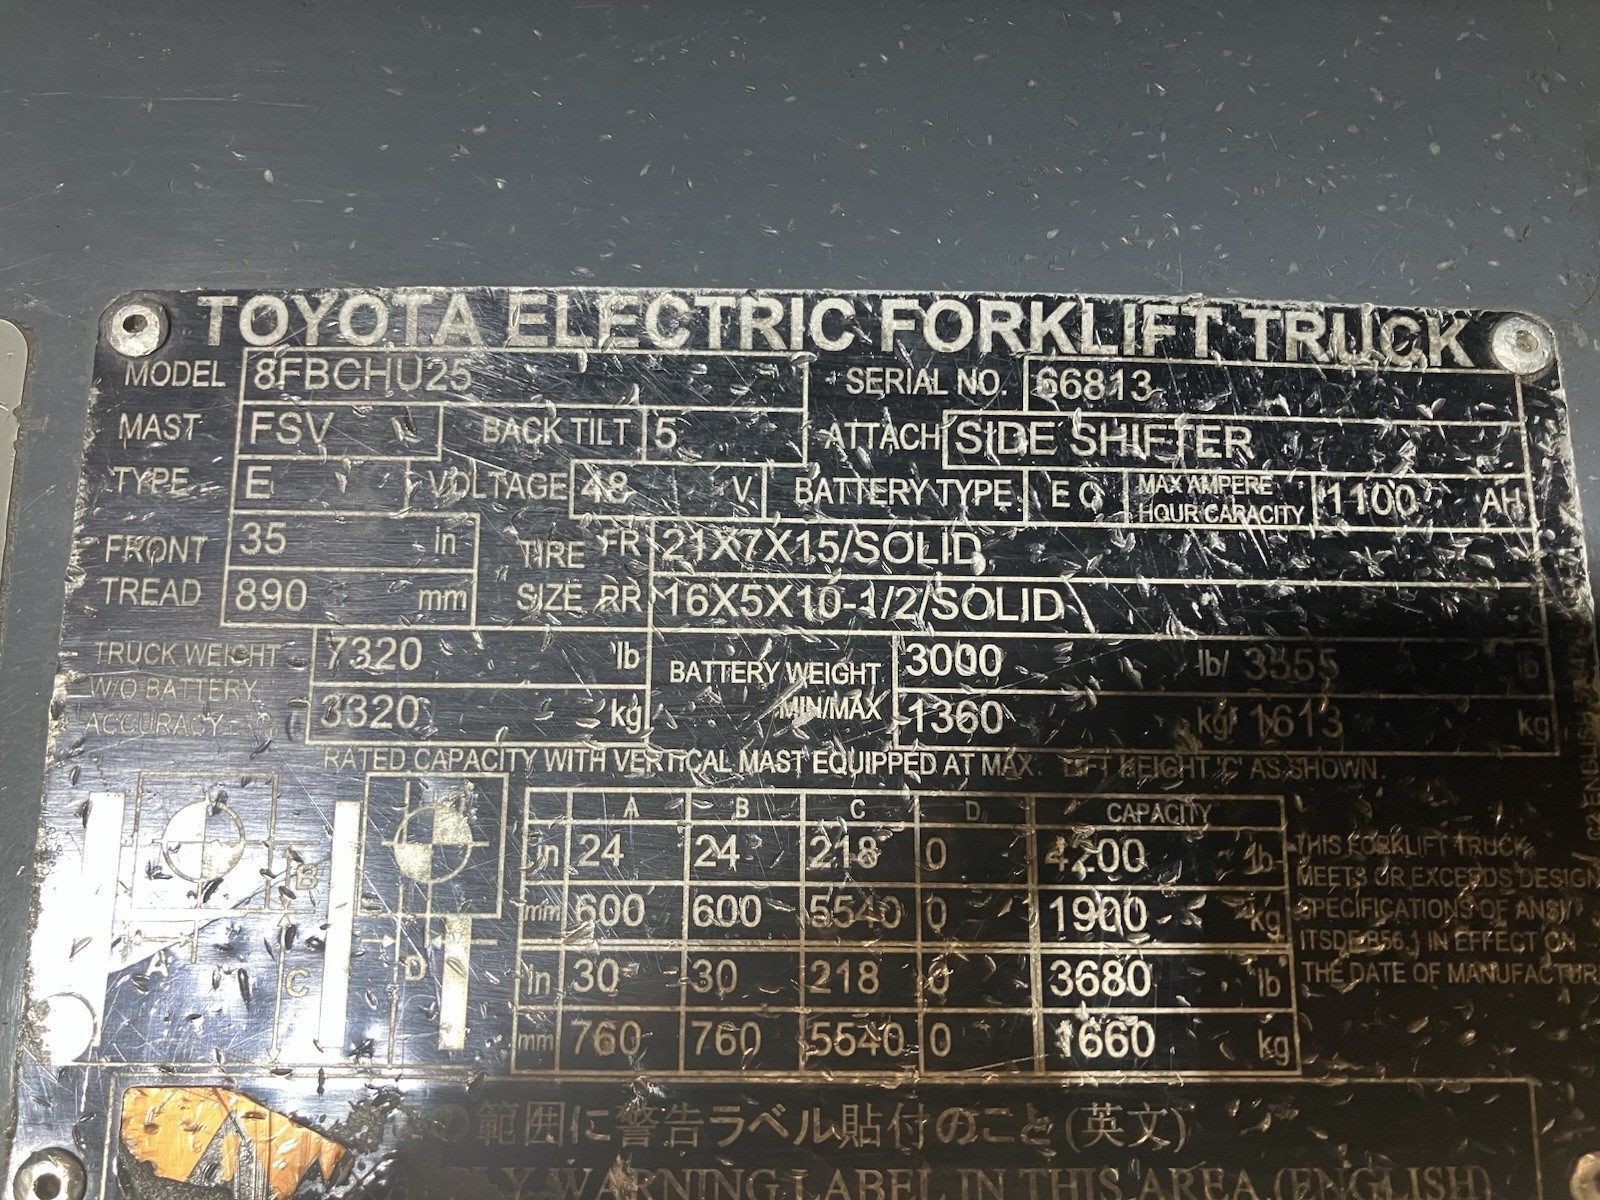 TOYOTA ELECTRIC FORKLIFT TRUCK
MODEL 8FBCHU25 SERIAL NO. 66813
MAST FSV BACK TILT 5 ATTACH SIDE SHIFTER
TYPE E VOLTAGE 48 V BATTERY TYPE E O MAX AMPERE HOUR CAPACITY 1100 AH
FRONT TREAD 35 in TIRE SIZE FR 21X7X15/SOLID
890 mm RR 16X5X10-1/2/SOLID
TRUCK WEIGHT W/O BATTERY ACCURACY 7320 lb BATTERY WEIGHT MIN/MAX 3000 lb/ 3555 lb
3320 kg 1360 kg/ 1613 kg
RATED CAPACITY WITH VERTICAL MAST EQUIPPED AT MAX. LIFT HEIGHT 'C' AS SHOWN.
A B C D CAPACITY
in 24 24 218 0 4200 lb
mm 600 600 5540 0 1900 kg
in 30 30 218 0 3680 lb
mm 760 760 5540 0 1660 kg
B
A
C
D
THIS FORKLIFT TRUCK
MEETS OR EXCEEDS DESIGN
SPECIFICATIONS OF ANSI/
ITSDF B56.1 IN EFFECT ON
THE DATE OF MANUFACTUR
の範囲に警告ラベル貼付のこと(英文)
WARNING LABEL IN THIS AREA (ENGLISH)